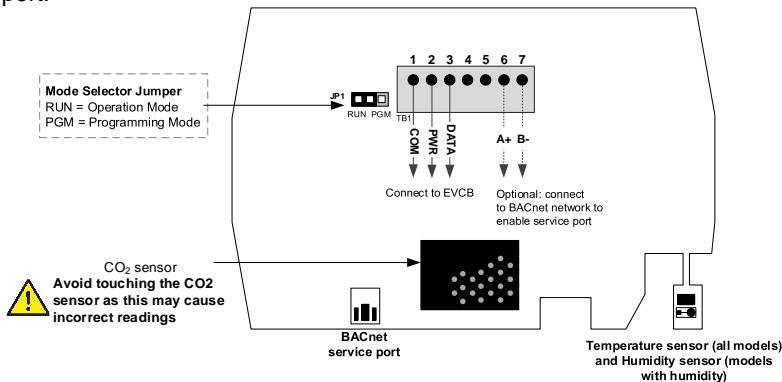 port.
1 2 3 4 5 6 7
Mode Selector Jumper
RUN = Operation Mode
PGM = Programming Mode
JP1
RUN PGM
TB1
COM
PWR
DATA
A+ B-
Connect to EVCB
Optional: connect
to BACnet network to
enable service port
CO₂ sensor
Avoid touching the CO2
sensor as this may cause
incorrect readings
BACnet
service port
Temperature sensor (all models)
and Humidity sensor (models
with humidity)